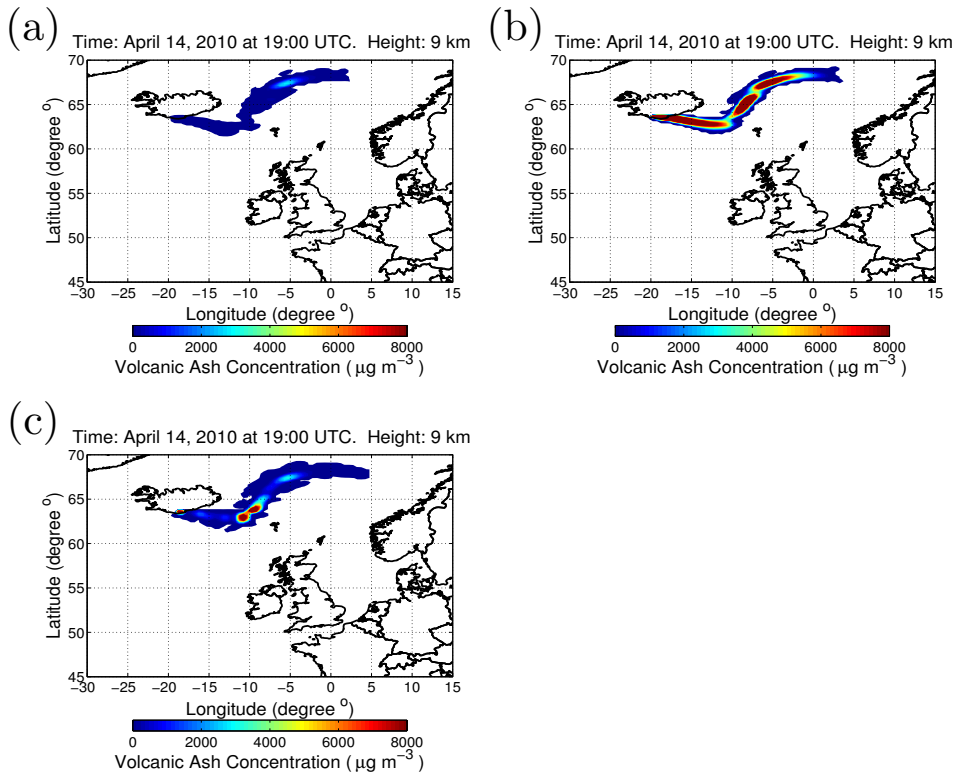 (a)
Time: April 14, 2010 at 19:00 UTC.  Height: 9 km
70
65
60
55
50
45
Latitude (degree °)
−30 −25 −20 −15 −10 −5 0 5 10 15
Longitude (degree °)
0 2000 4000 6000 8000
Volcanic Ash Concentration ( μg m⁻³)
(b)
Time: April 14, 2010 at 19:00 UTC.  Height: 9 km
70
65
60
55
50
45
Latitude (degree °)
−30 −25 −20 −15 −10 −5 0 5 10 15
Longitude (degree °)
0 2000 4000 6000 8000
Volcanic Ash Concentration ( μg m⁻³)
(c)
Time: April 14, 2010 at 19:00 UTC.  Height: 9 km
70
65
60
55
50
45
Latitude (degree °)
−30 −25 −20 −15 −10 −5 0 5 10 15
Longitude (degree °)
0 2000 4000 6000 8000
Volcanic Ash Concentration ( μg m⁻³)